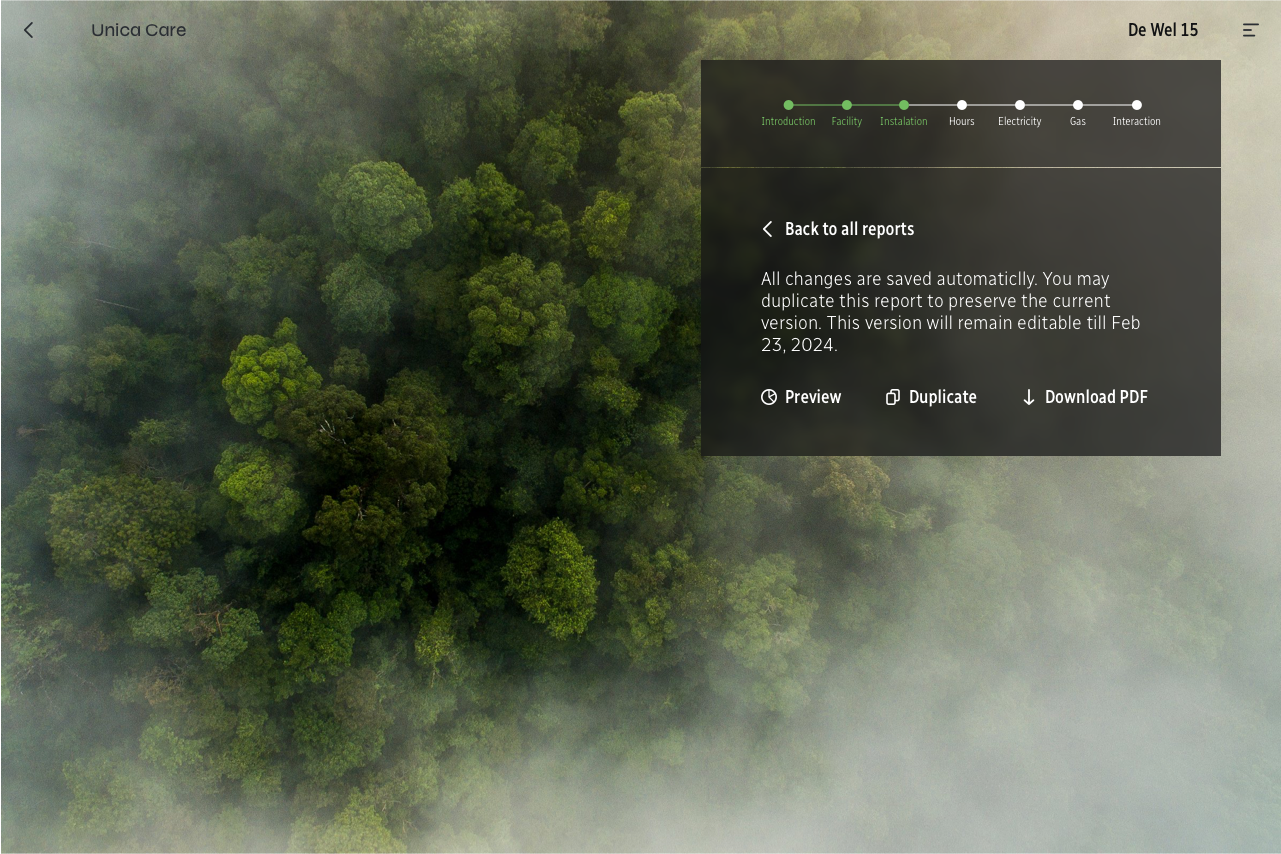 Unica Care
De Wel 15
Introduction
Facility
Instalation
Hours
Electricity
Gas
Interaction
Back to all reports
All changes are saved automaticlly. You may
duplicate this report to preserve the current
version. This version will remain editable till Feb
23, 2024.
Preview
Duplicate
Download PDF